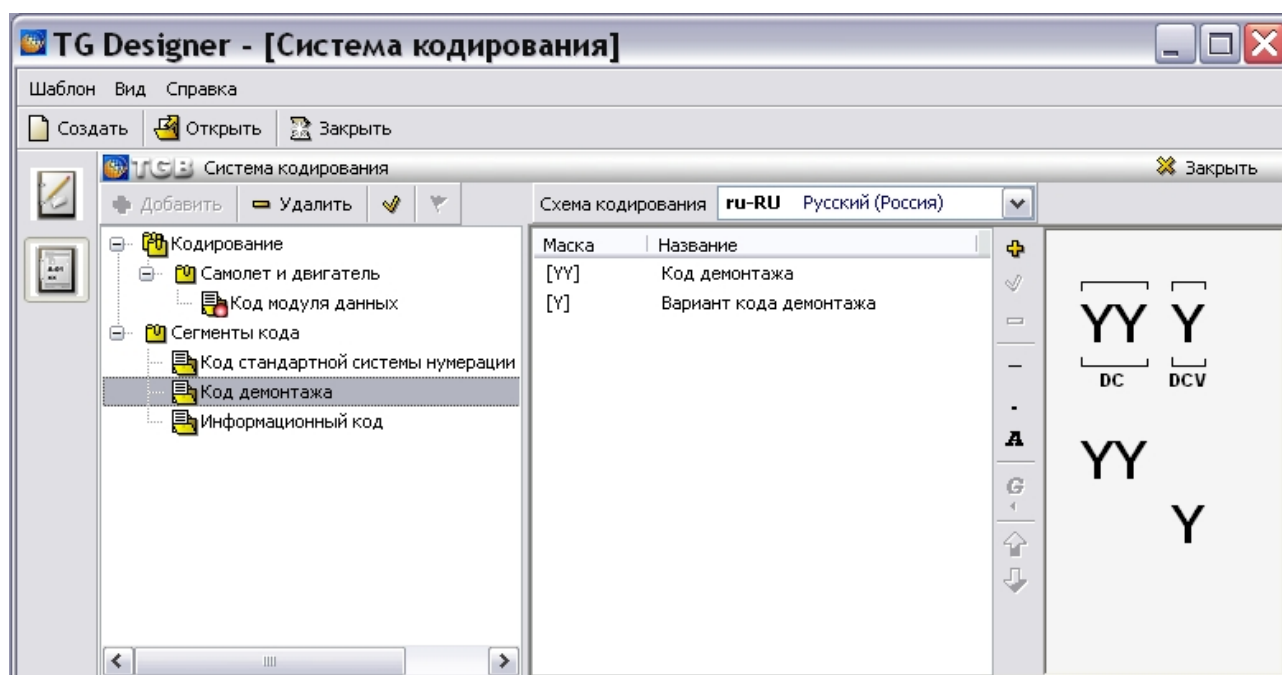 TG Designer - [Система кодирования]
Шаблон Вид Справка
Создать Открыть Закрыть
TGB Система кодирования Закрыть
Добавить Удалить Схема кодирования ru-RU Русский (Россия)
Кодирование
Самолет и двигатель
Код модуля данных
Сегменты кода
Код стандартной системы нумерации
Код демонтажа
Информационный код
Маска Название
[YY] Код демонтажа
[Y] Вариант кода демонтажа
A
G
YY Y
DC DCV
YY
Y